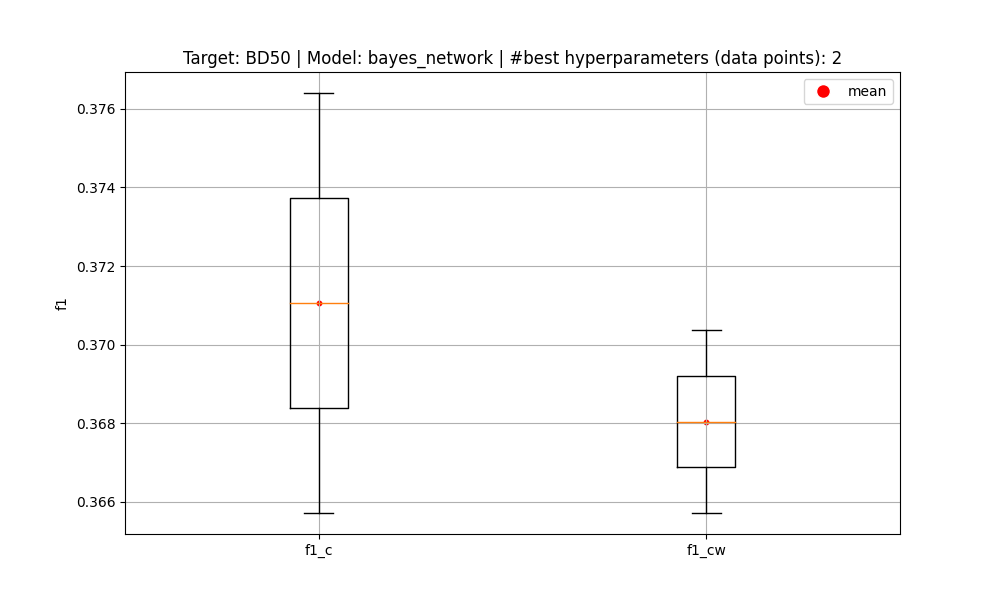 Target: BD50 | Model: bayes_network | #best hyperparameters (data points): 2
mean
0.376
0.374
0.372
0.370
0.368
0.366
f1
f1_c
f1_cw